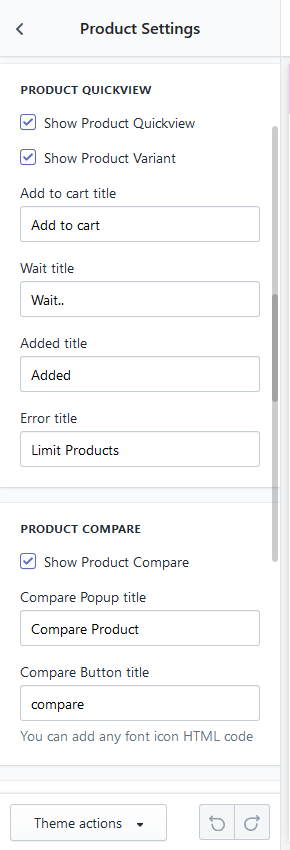 Product Settings
PRODUCT QUICKVIEW
Show Product Quickview
Show Product Variant
Add to cart title
Add to cart
Wait title
Wait..
Added title
Added
Error title
Limit Products
PRODUCT COMPARE
Show Product Compare
Compare Popup title
Compare Product
Compare Button title
compare
You can add any font icon HTML code
Theme actions